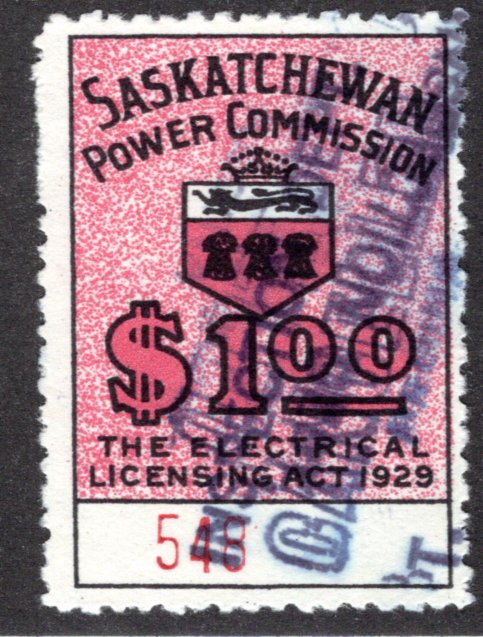 SASKATCHEWAN
POWER COMMISSION
$1.00
THE ELECTRICAL
LICENSING ACT 1929
548